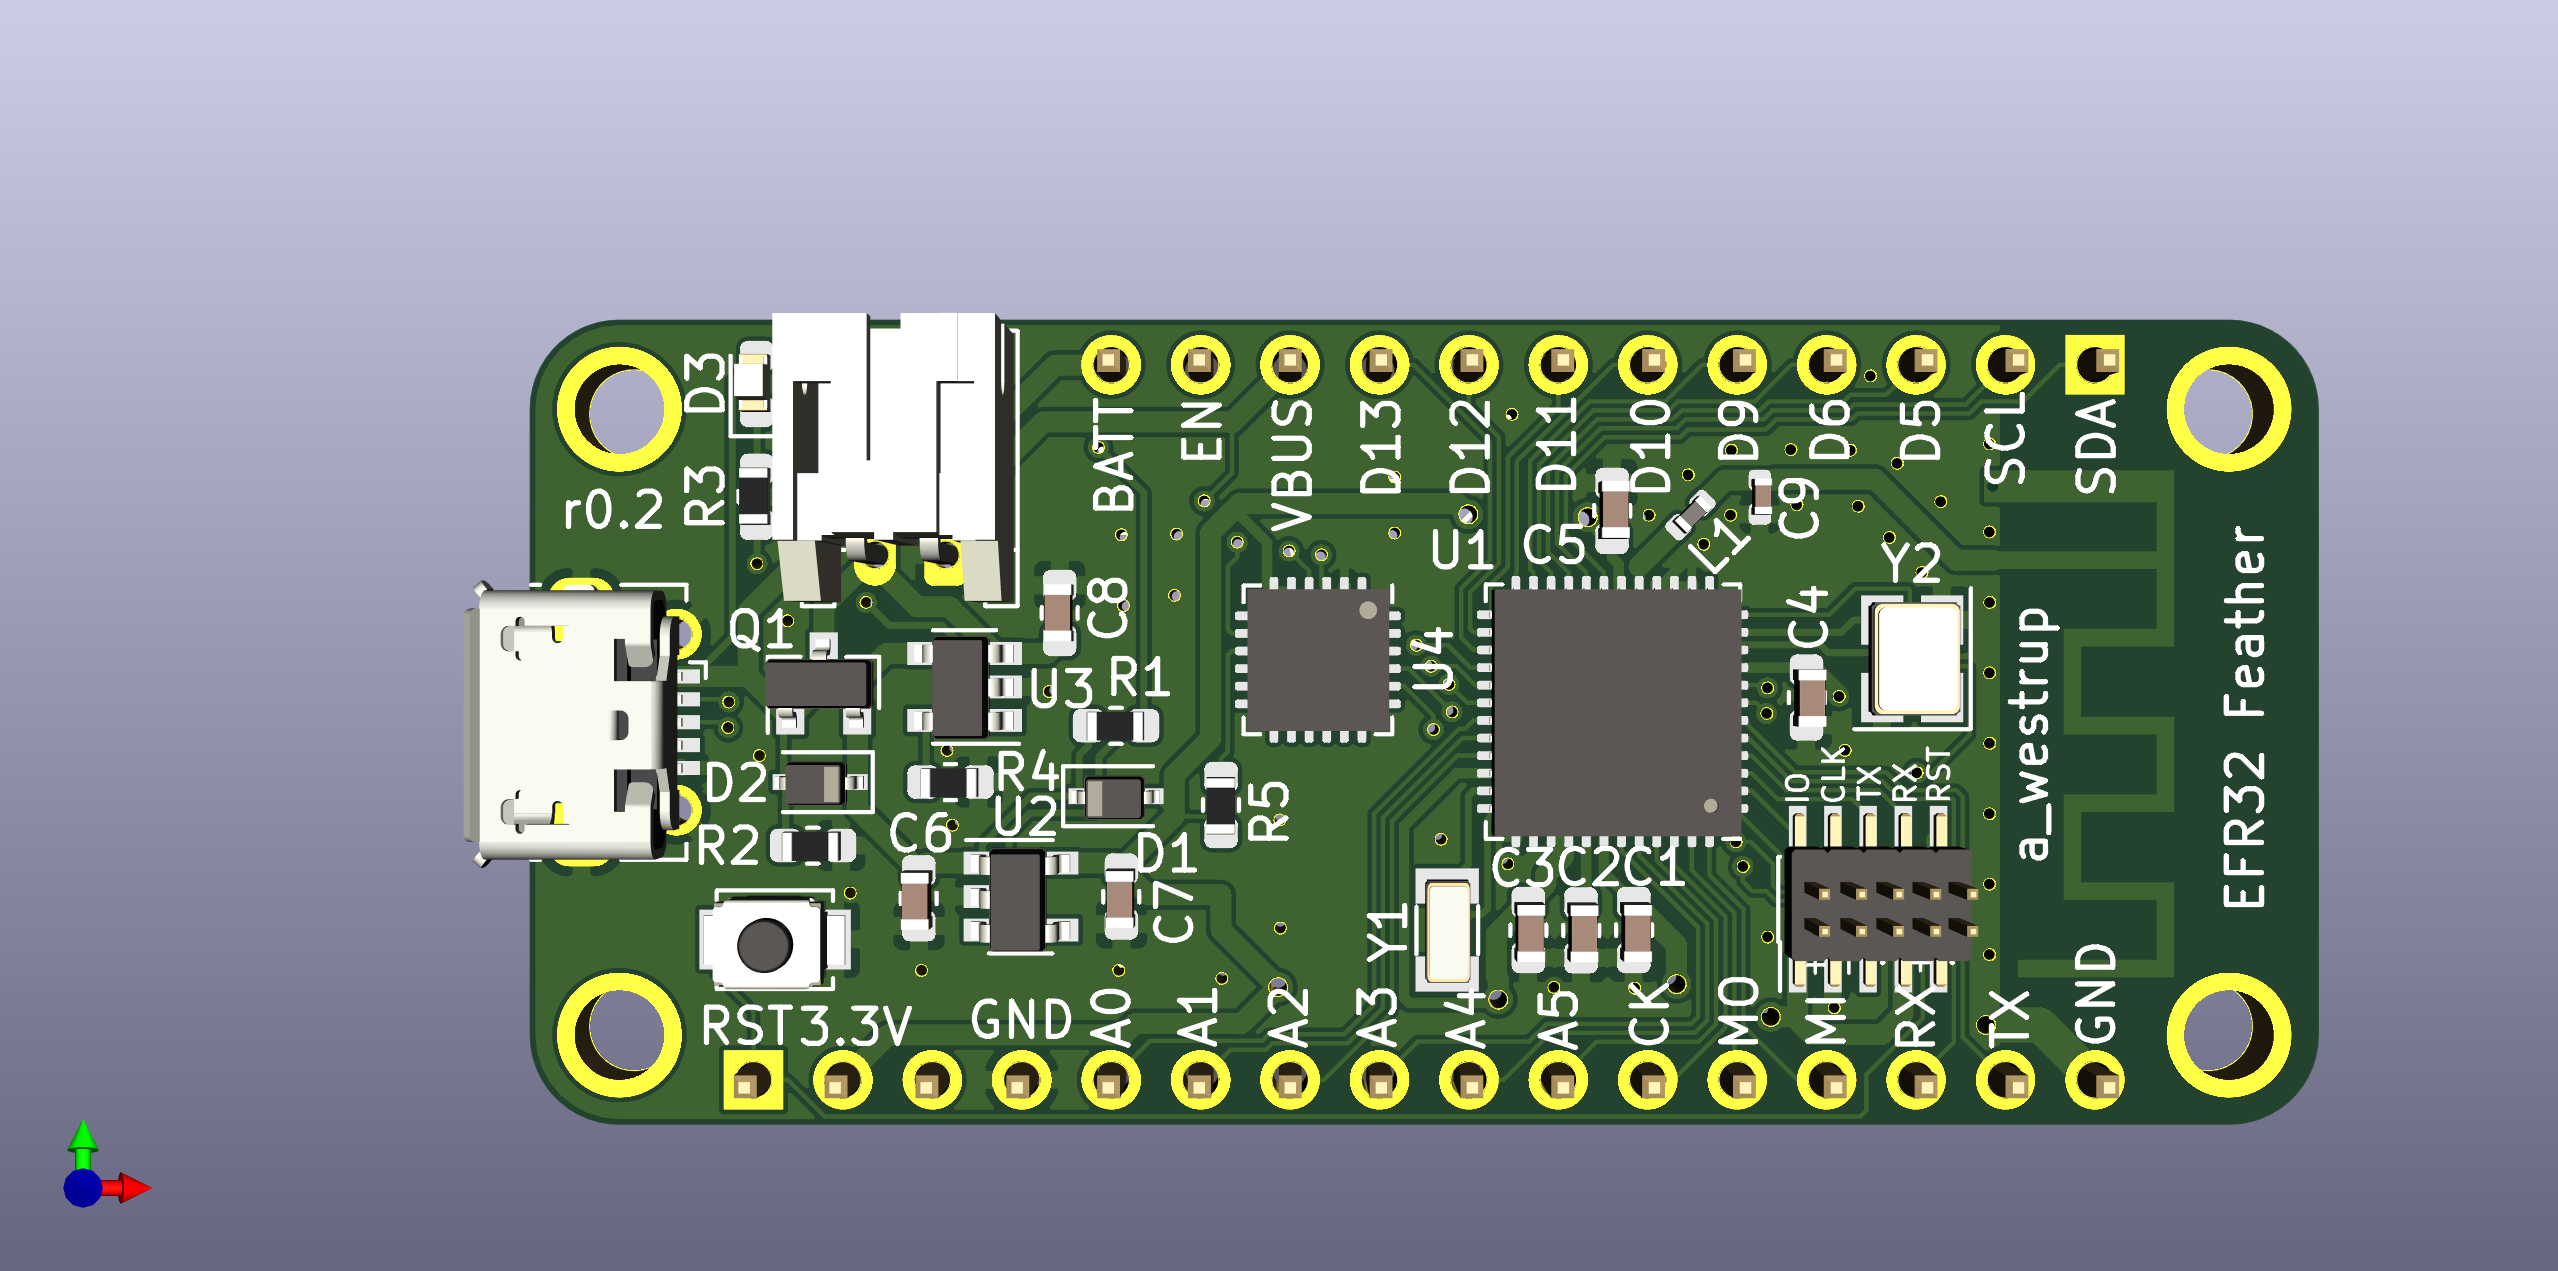 BATT
EN
VBUS
D13
D12
D11
D10
D9
D6
D5
SCL
SDA
D3
R3
r0.2
U1
C5
L1
C9
Y2
Q1
C8
U3
R1
U4
C4
D2
R4
U2
R5
R2
C6
D1
C7
IO
CLK
TX
RX
RST
C3
C2
C1
Y1
a_westrup
EFR32 Feather
RST
3.3V
GND
A0
A1
A2
A3
A4
A5
CK
MO
MI
RX
TX
GND